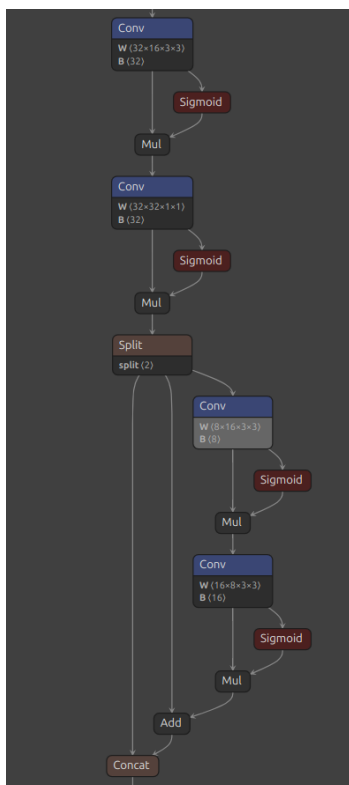 Conv
W ⟨32×16×3×3⟩
B ⟨32⟩
Sigmoid
Mul
Conv
W ⟨32×32×1×1⟩
B ⟨32⟩
Sigmoid
Mul
Split
split ⟨2⟩
Conv
W ⟨8×16×3×3⟩
B ⟨8⟩
Sigmoid
Mul
Conv
W ⟨16×8×3×3⟩
B ⟨16⟩
Sigmoid
Mul
Add
Concat